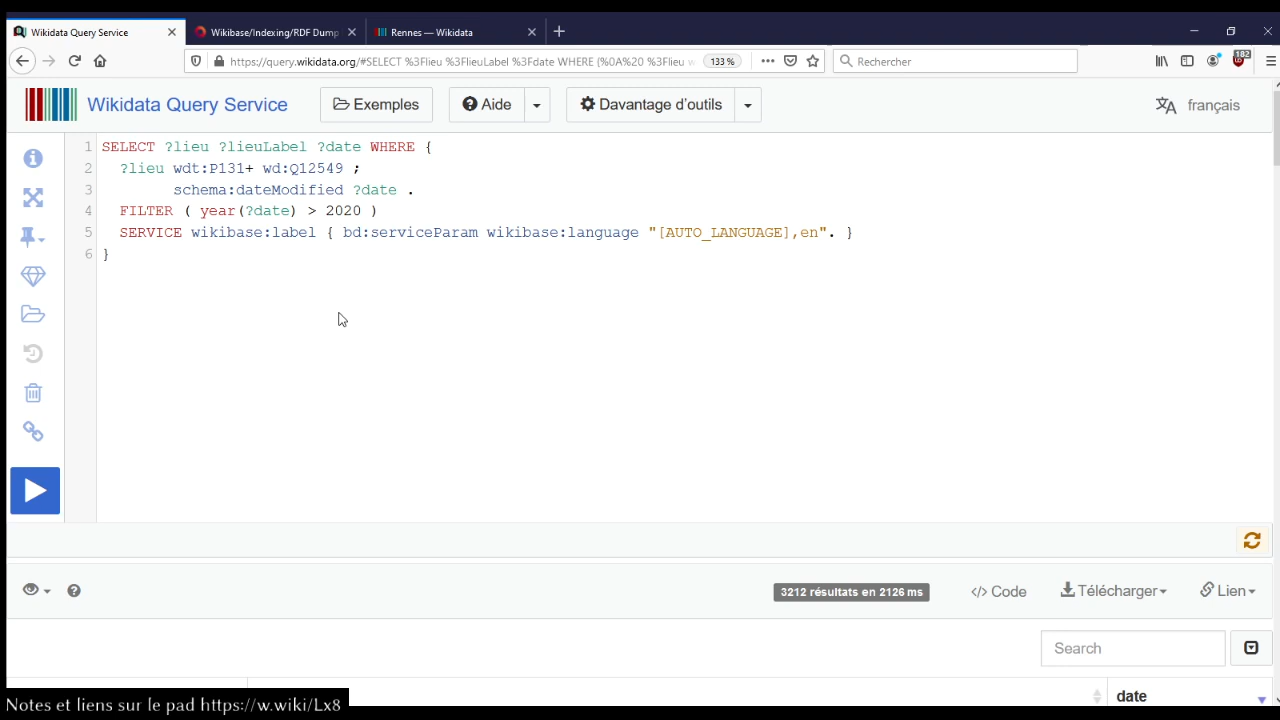 Wikidata Query Service
Wikibase/Indexing/RDF Dump
Rennes — Wikidata
https://query.wikidata.org/#SELECT %3Flieu %3FlieuLabel %3Fdate WHERE {%0A%20 %3Flieu w
133 %
Rechercher
182
Wikidata Query Service
Exemples
Aide
Davantage d'outils
français
1 SELECT ?lieu ?lieuLabel ?date WHERE {
2 ?lieu wdt:P131+ wd:Q12549 ;
3 schema:dateModified ?date .
4 FILTER ( year(?date) > 2020 )
5 SERVICE wikibase:label { bd:serviceParam wikibase:language "[AUTO_LANGUAGE],en". }
6 }
3212 résultats en 2126 ms
</> Code
Télécharger
Lien
Search
date
Notes et liens sur le pad https://w.wiki/Lx8